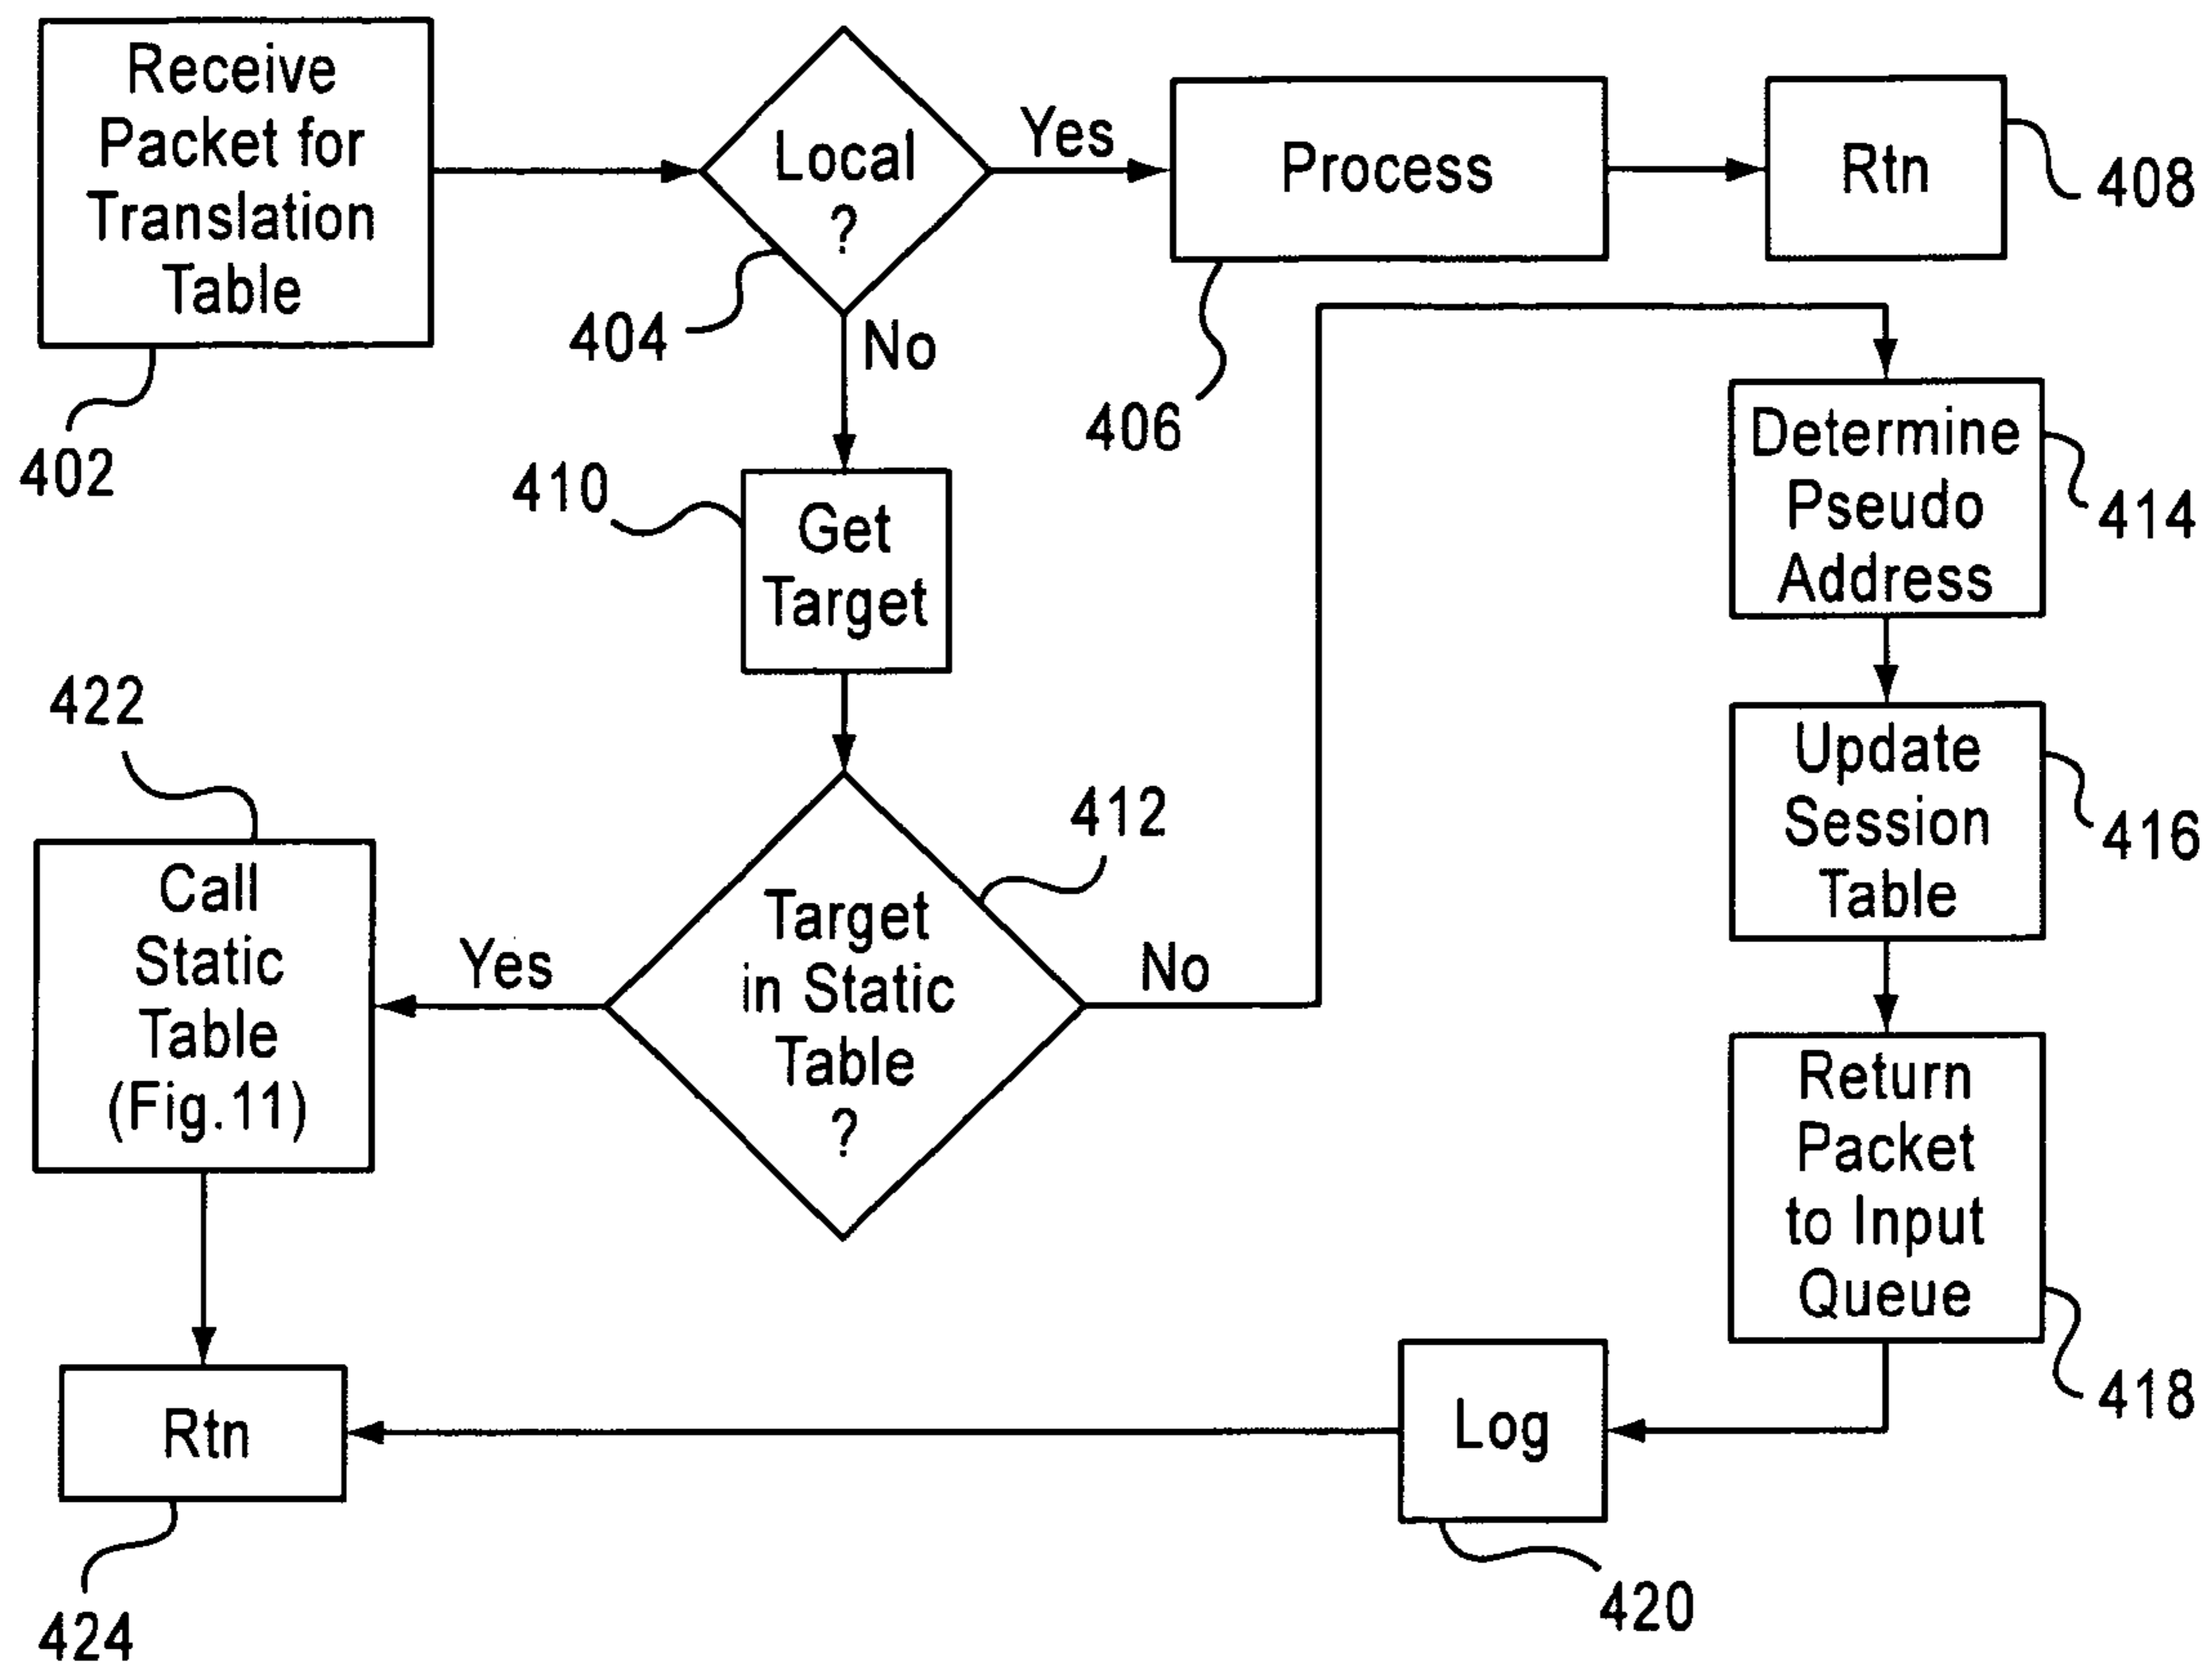 Receive
Packet for
Translation
Table
402
Local
?
404
Yes
No
Process
406
Rtn
408
410
Get
Target
Target
in Static
Table
?
412
Yes
No
Determine
Pseudo
Address
414
Update
Session
Table
416
Return
Packet
to Input
Queue
418
Log
420
422
Call
Static
Table
(Fig.11)
Rtn
424